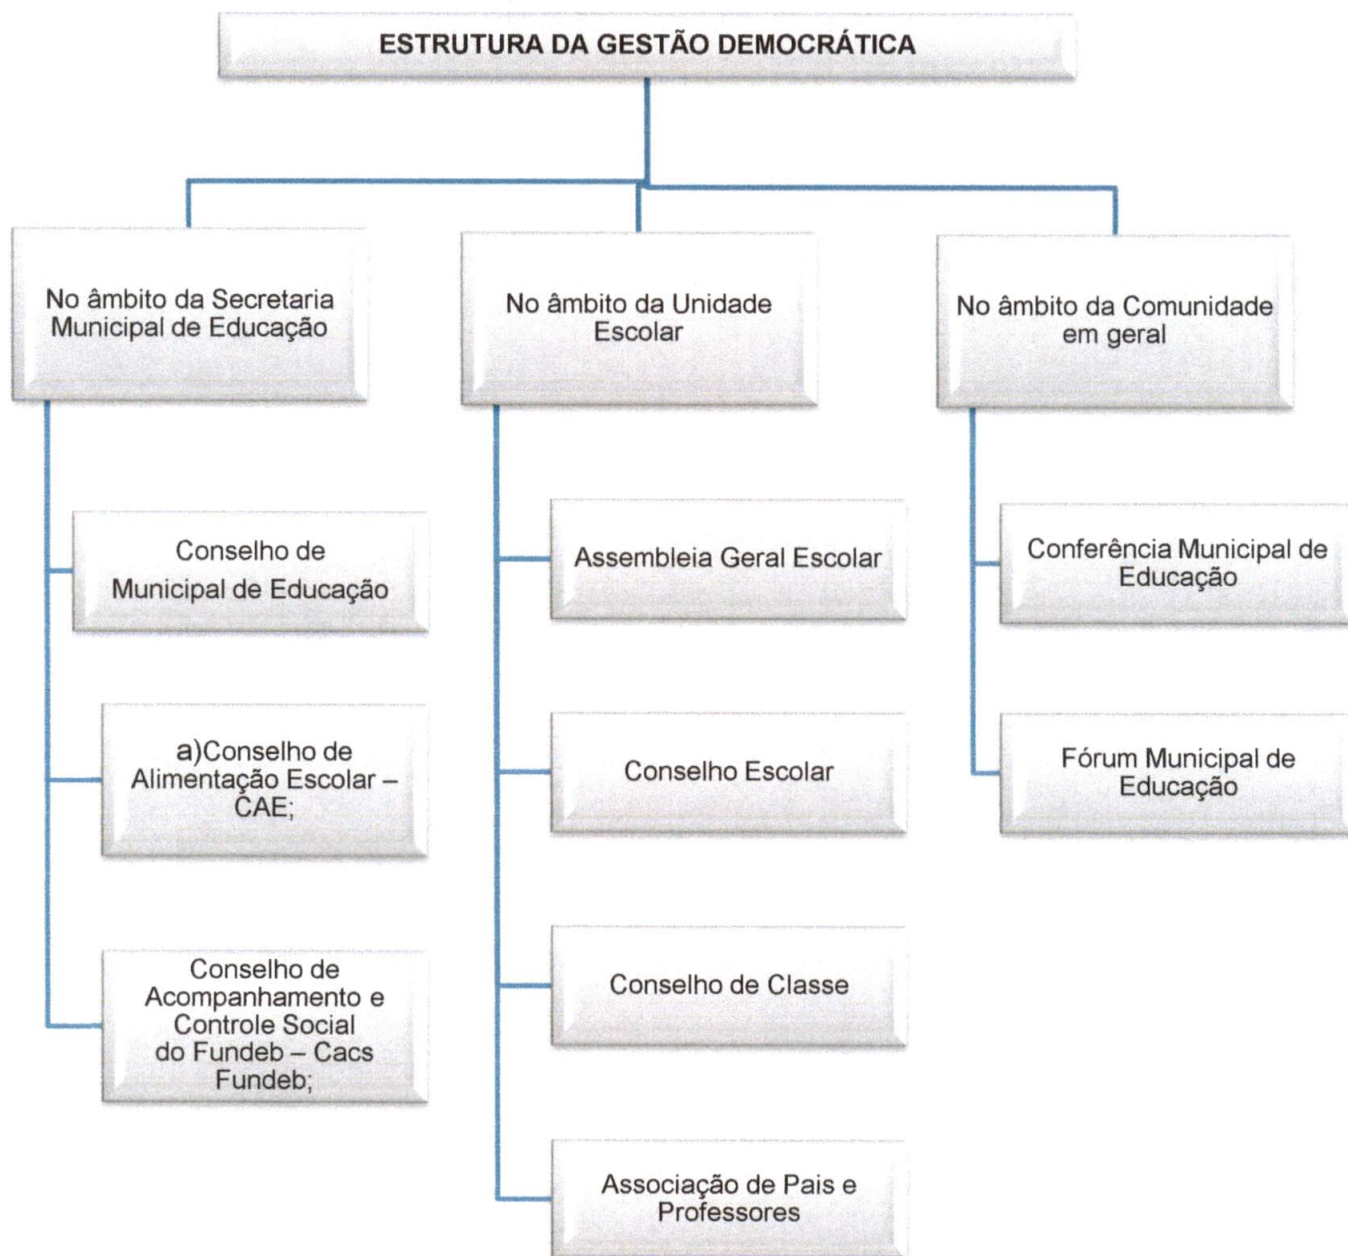 ESTRUTURA DA GESTÃO DEMOCRÁTICA
No âmbito da Secretaria
Municipal de Educação
Conselho de
Municipal de Educação
a)Conselho de
Alimentação Escolar –
CAE;
Conselho de
Acompanhamento e
Controle Social
do Fundeb – Cacs
Fundeb;
No âmbito da Unidade
Escolar
Assembleia Geral Escolar
Conselho Escolar
Conselho de Classe
Associação de Pais e
Professores
No âmbito da Comunidade
em geral
Conferência Municipal de
Educação
Fórum Municipal de
Educação